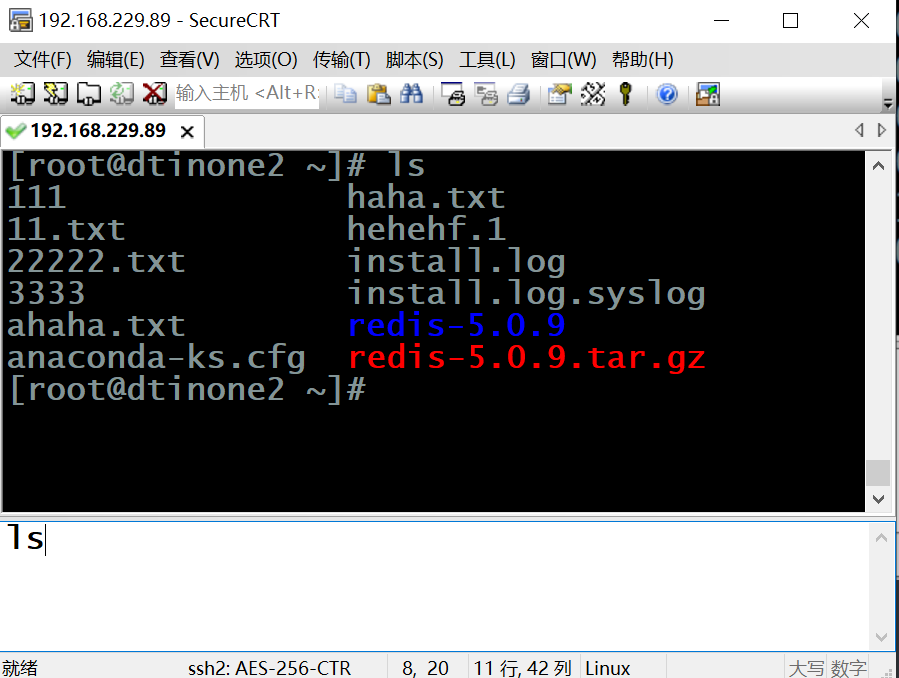 192.168.229.89 - SecureCRT
文件(F) 编辑(E) 查看(V) 选项(O) 传输(T) 脚本(S) 工具(L) 窗口(W) 帮助(H)
输入主机 <Alt+R>
192.168.229.89
[root@dtinone2 ~]# ls
111 haha.txt
11.txt hehehf.1
22222.txt install.log
3333 install.log.syslog
ahaha.txt redis-5.0.9
anaconda-ks.cfg redis-5.0.9.tar.gz
[root@dtinone2 ~]#
ls
就绪 ssh2: AES-256-CTR 8, 20 11 行, 42 列 Linux 大写 数字